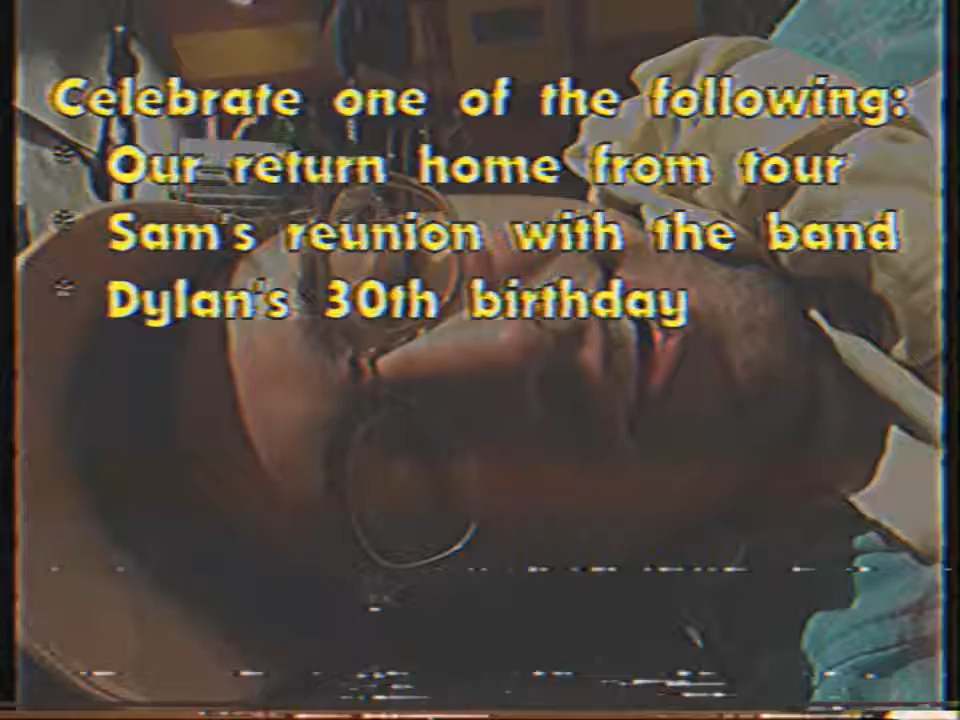 Celebrate one of the following:
* Our return home from tour
* Sam's reunion with the band
* Dylan's 30th birthday